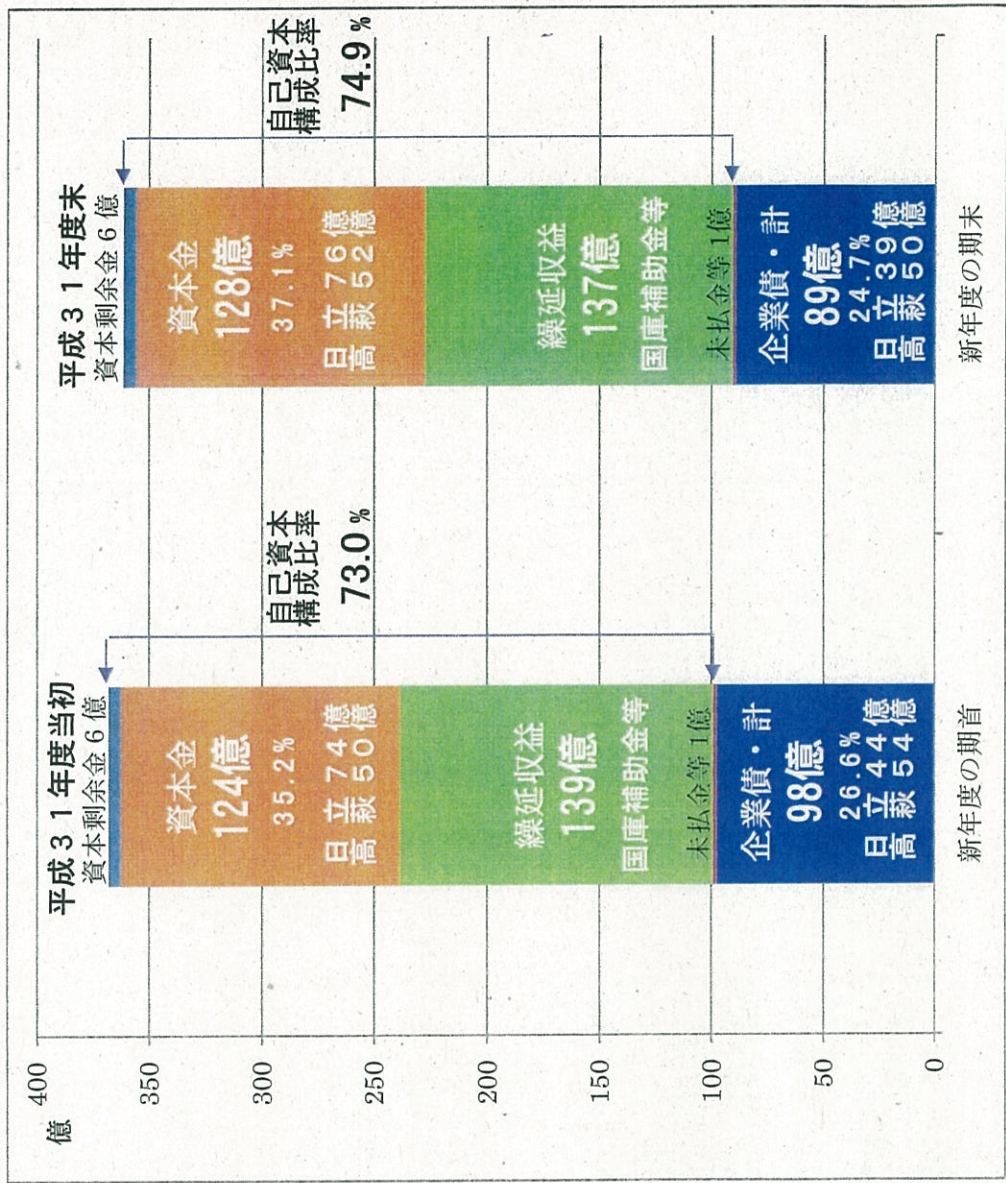 億
400
350
300
250
200
150
100
50
0
平成31年度当初
資本剰余金6億
資本金
124億
35.2%
日立 74億
高萩 50億
繰延収益
139億
国庫補助金等
未払金等1億
企業債・計
98億
26.6%
日立 44億
高萩 54億
新年度の期首
自己資本
構成比率
73.0%
平成31年度末
資本剰余金6億
資本金
128億
37.1%
日立 76億
高萩 52億
繰延収益
137億
国庫補助金等
未払金等1億
企業債・計
89億
24.7%
日立 39億
高萩 50億
新年度の期末
自己資本
構成比率
74.9%